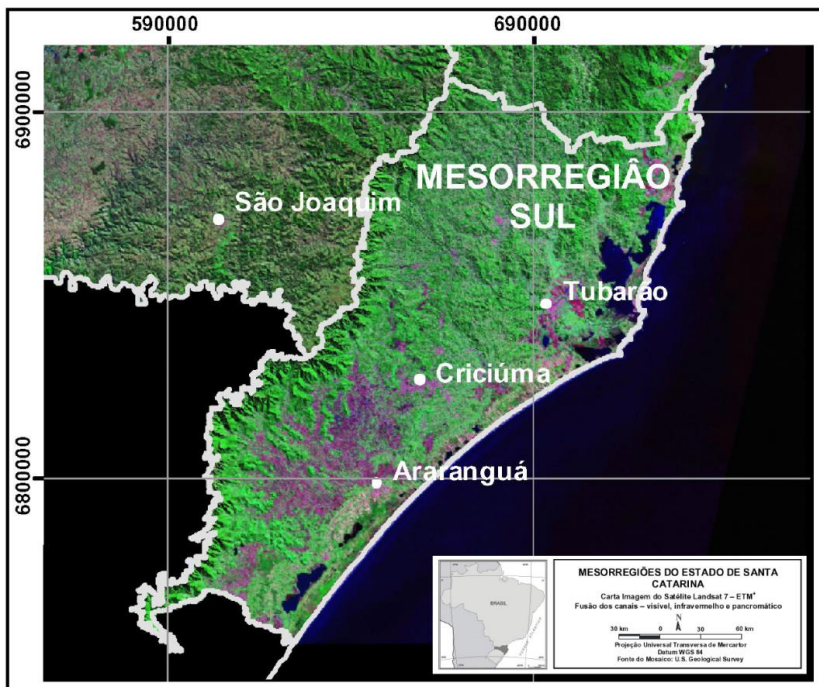 590000
690000
6900000
6800000
MESORREGIÂO
SUL
São Joaquim
Tubarão
Criciúma
Araranguá
BRASIL
MESORREGIÕES DO ESTADO DE SANTA
CATARINA
Carta Imagem do Satélite Landsat 7 – ETM+
Fusão dos canais – visível, infravermelho e pancromático
N
30 km 0 30 60 km
Projeção Universal Transversa de Mercartor
Datum WGS 84
Fonte do Mosaico: U.S. Geological Survey